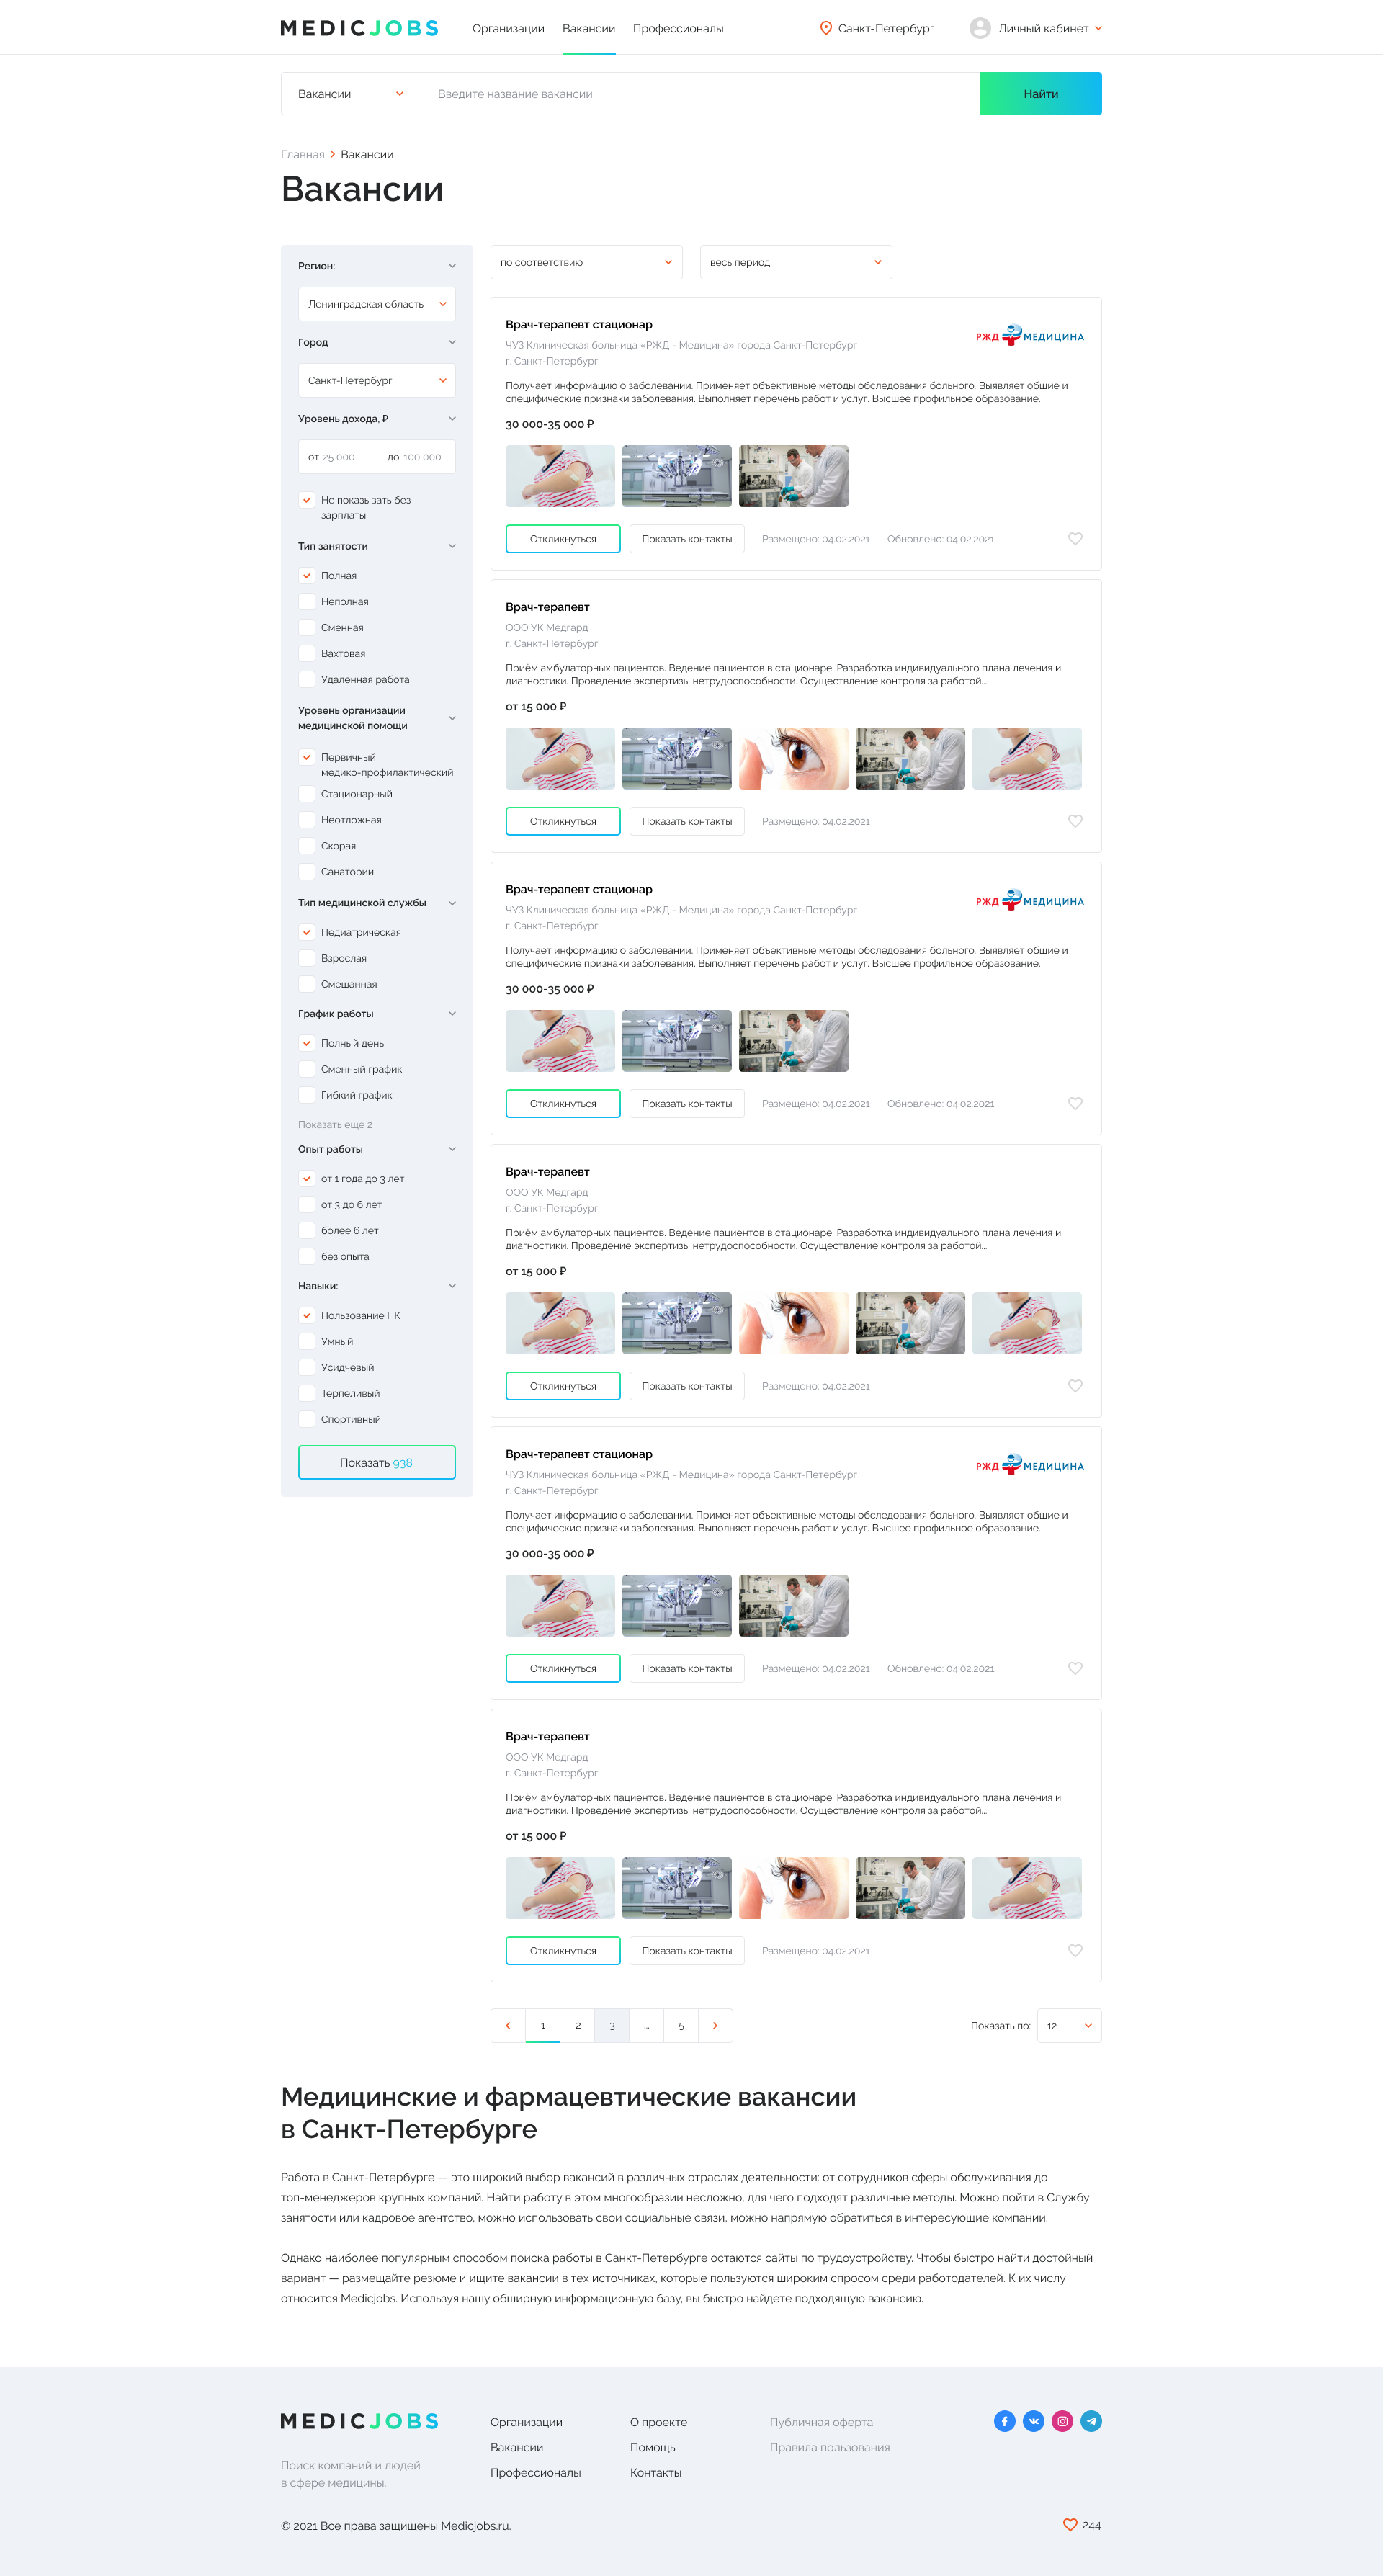 MEDICJOBS
Организации
Вакансии
Профессионалы
Санкт-Петербург
Личный кабинет
Вакансии
Введите название вакансии
Найти
Главная
Вакансии
Вакансии
Регион:
Ленинградская область
Город
Санкт-Петербург
Уровень дохода, ₽
от 25 000
до 100 000
Не показывать без
зарплаты
Тип занятости
Полная
Неполная
Сменная
Вахтовая
Удаленная работа
Уровень организации
медицинской помощи
Первичный
медико-профилактический
Стационарный
Неотложная
Скорая
Санаторий
Тип медицинской службы
Педиатрическая
Взрослая
Смешанная
График работы
Полный день
Сменный график
Гибкий график
Показать еще 2
Опыт работы
от 1 года до 3 лет
от 3 до 6 лет
более 6 лет
без опыта
Навыки:
Пользование ПК
Умный
Усидчевый
Терпеливый
Спортивный
Показать 938
по соответствию
весь период
Врач-терапевт стационар
ЧУЗ Клиническая больница «РЖД - Медицина» города Санкт-Петербург
г. Санкт-Петербург
РЖД МЕДИЦИНА
Получает информацию о заболевании. Применяет объективные методы обследования больного. Выявляет общие и
специфические признаки заболевания. Выполняет перечень работ и услуг. Высшее профильное образование.
30 000-35 000 ₽
Откликнуться
Показать контакты
Размещено: 04.02.2021
Обновлено: 04.02.2021
Врач-терапевт
ООО УК Медгард
г. Санкт-Петербург
Приём амбулаторных пациентов. Ведение пациентов в стационаре. Разработка индивидуального плана лечения и
диагностики. Проведение экспертизы нетрудоспособности. Осуществление контроля за работой...
от 15 000 ₽
Откликнуться
Показать контакты
Размещено: 04.02.2021
Врач-терапевт стационар
ЧУЗ Клиническая больница «РЖД - Медицина» города Санкт-Петербург
г. Санкт-Петербург
РЖД МЕДИЦИНА
Получает информацию о заболевании. Применяет объективные методы обследования больного. Выявляет общие и
специфические признаки заболевания. Выполняет перечень работ и услуг. Высшее профильное образование.
30 000-35 000 ₽
Откликнуться
Показать контакты
Размещено: 04.02.2021
Обновлено: 04.02.2021
Врач-терапевт
ООО УК Медгард
г. Санкт-Петербург
Приём амбулаторных пациентов. Ведение пациентов в стационаре. Разработка индивидуального плана лечения и
диагностики. Проведение экспертизы нетрудоспособности. Осуществление контроля за работой...
от 15 000 ₽
Откликнуться
Показать контакты
Размещено: 04.02.2021
Врач-терапевт стационар
ЧУЗ Клиническая больница «РЖД - Медицина» города Санкт-Петербург
г. Санкт-Петербург
РЖД МЕДИЦИНА
Получает информацию о заболевании. Применяет объективные методы обследования больного. Выявляет общие и
специфические признаки заболевания. Выполняет перечень работ и услуг. Высшее профильное образование.
30 000-35 000 ₽
Откликнуться
Показать контакты
Размещено: 04.02.2021
Обновлено: 04.02.2021
Врач-терапевт
ООО УК Медгард
г. Санкт-Петербург
Приём амбулаторных пациентов. Ведение пациентов в стационаре. Разработка индивидуального плана лечения и
диагностики. Проведение экспертизы нетрудоспособности. Осуществление контроля за работой...
от 15 000 ₽
Откликнуться
Показать контакты
Размещено: 04.02.2021
1 2 3 ... 5
Показать по: 12
Медицинские и фармацевтические вакансии
в Санкт-Петербурге
Работа в Санкт-Петербурге — это широкий выбор вакансий в различных отраслях деятельности: от сотрудников сферы обслуживания до
топ-менеджеров крупных компаний. Найти работу в этом многообразии несложно, для чего подходят различные методы. Можно пойти в Службу
занятости или кадровое агентство, можно использовать свои социальные связи, можно напрямую обратиться в интересующие компании.
Однако наиболее популярным способом поиска работы в Санкт-Петербурге остаются сайты по трудоустройству. Чтобы быстро найти достойный
вариант — размещайте резюме и ищите вакансии в тех источниках, которые пользуются широким спросом среди работодателей. К их числу
относится Medicjobs. Используя нашу обширную информационную базу, вы быстро найдете подходящую вакансию.
MEDICJOBS
Поиск компаний и людей
в сфере медицины.
Организации
Вакансии
Профессионалы
О проекте
Помощь
Контакты
Публичная оферта
Правила пользования
© 2021 Все права защищены Medicjobs.ru.
244